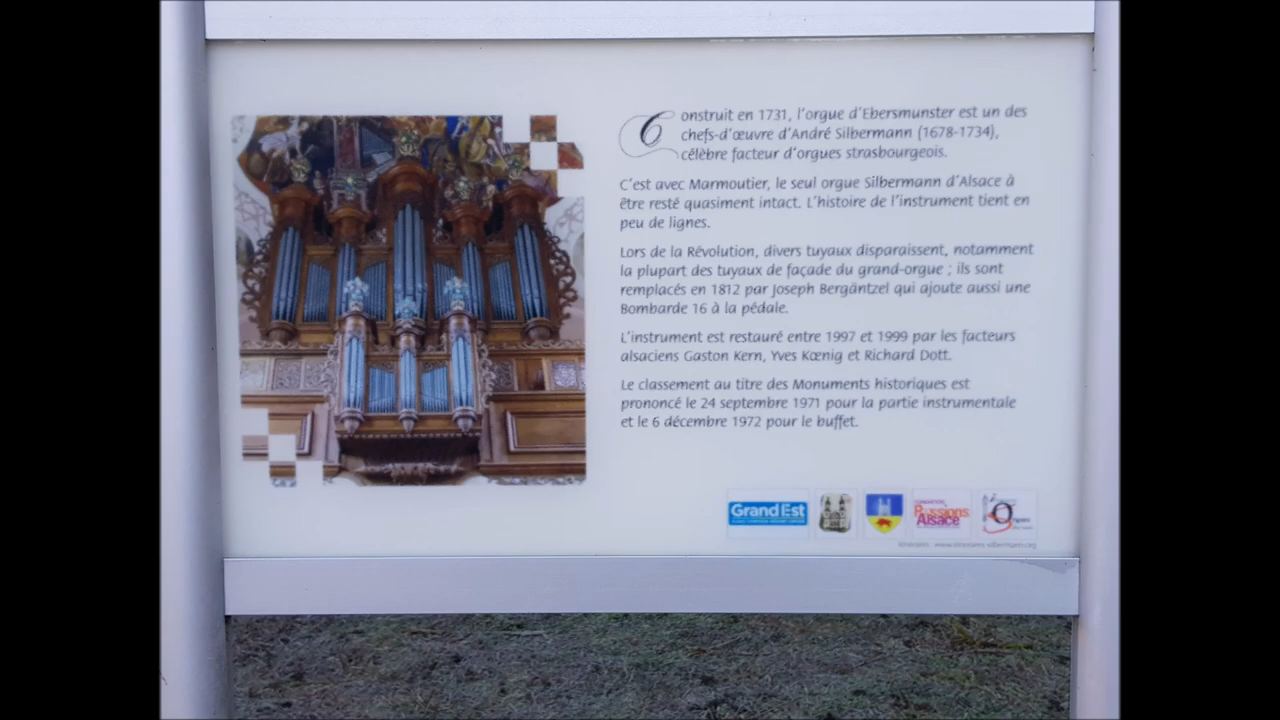 Construit en 1731, l'orgue d'Ebersmunster est un des
chefs-d'œuvre d'André Silbermann (1678-1734),
célèbre facteur d'orgues strasbourgeois.
C'est avec Marmoutier, le seul orgue Silbermann d'Alsace à
être resté quasiment intact. L'histoire de l'instrument tient en
peu de lignes.
Lors de la Révolution, divers tuyaux disparaissent, notamment
la plupart des tuyaux de façade du grand-orgue ; ils sont
remplacés en 1812 par Joseph Bergäntzel qui ajoute aussi une
Bombarde 16 à la pédale.
L'instrument est restauré entre 1997 et 1999 par les facteurs
alsaciens Gaston Kern, Yves Kœnig et Richard Dott.
Le classement au titre des Monuments historiques est
prononcé le 24 septembre 1971 pour la partie instrumentale
et le 6 décembre 1972 pour le buffet.
Grand Est
Passions
Alsace
Orgues